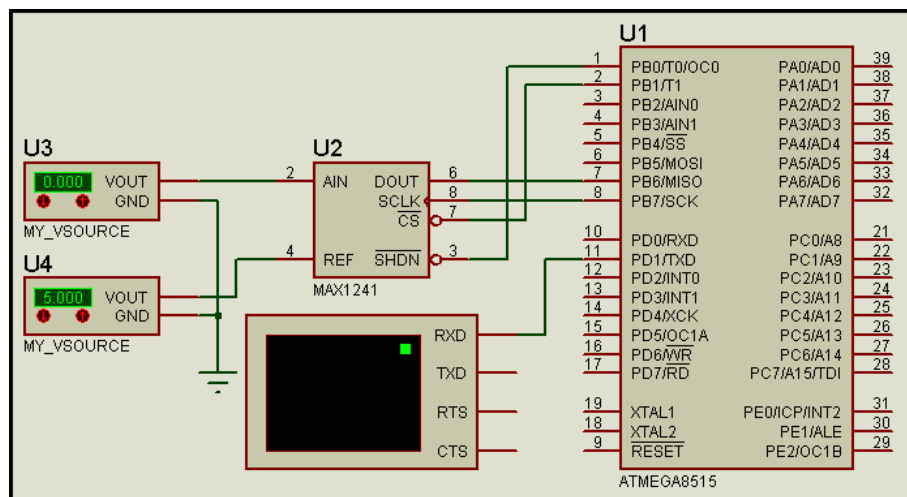 U3
0.000
VOUT
GND
MY_VSOURCE
U4
5.000
VOUT
GND
MY_VSOURCE
U2
2
AIN
4
REF
DOUT
6
SCLK
8
CS
7
SHDN
3
MAX1241
RXD
TXD
RTS
CTS
U1
1 PB0/T0/OC0 PA0/AD0 39
2 PB1/T1 PA1/AD1 38
3 PB2/AIN0 PA2/AD2 37
4 PB3/AIN1 PA3/AD3 36
5 PB4/SS PA4/AD4 35
6 PB5/MOSI PA5/AD5 34
7 PB6/MISO PA6/AD6 33
8 PB7/SCK PA7/AD7 32
10 PD0/RXD PC0/A8 21
11 PD1/TXD PC1/A9 22
12 PD2/INT0 PC2/A10 23
13 PD3/INT1 PC3/A11 24
14 PD4/XCK PC4/A12 25
15 PD5/OC1A PC5/A13 26
16 PD6/WR PC6/A14 27
17 PD7/RD PC7/A15/TDI 28
19 XTAL1 PE0/ICP/INT2 31
18 XTAL2 PE1/ALE 30
9 RESET PE2/OC1B 29
ATMEGA8515